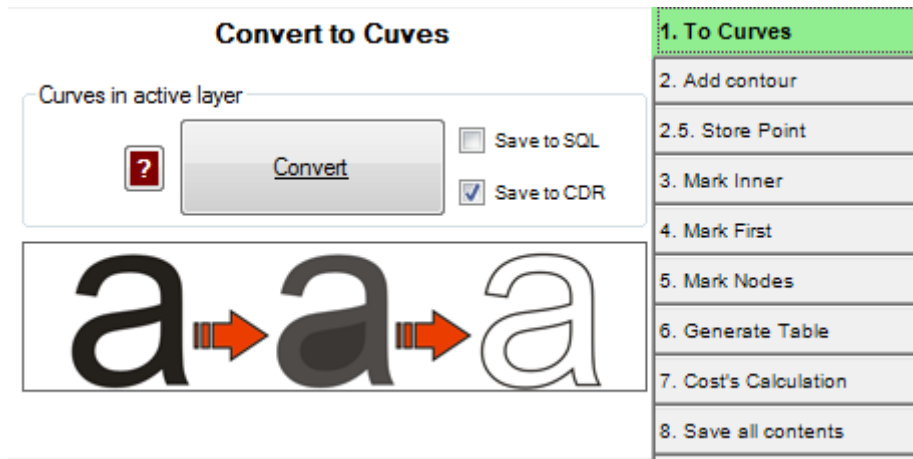 Convert to Cuves
Curves in active layer
?
Convert
Save to SQL
Save to CDR
a a a
1. To Curves
2. Add contour
2.5. Store Point
3. Mark Inner
4. Mark First
5. Mark Nodes
6. Generate Table
7. Cost's Calculation
8. Save all contents